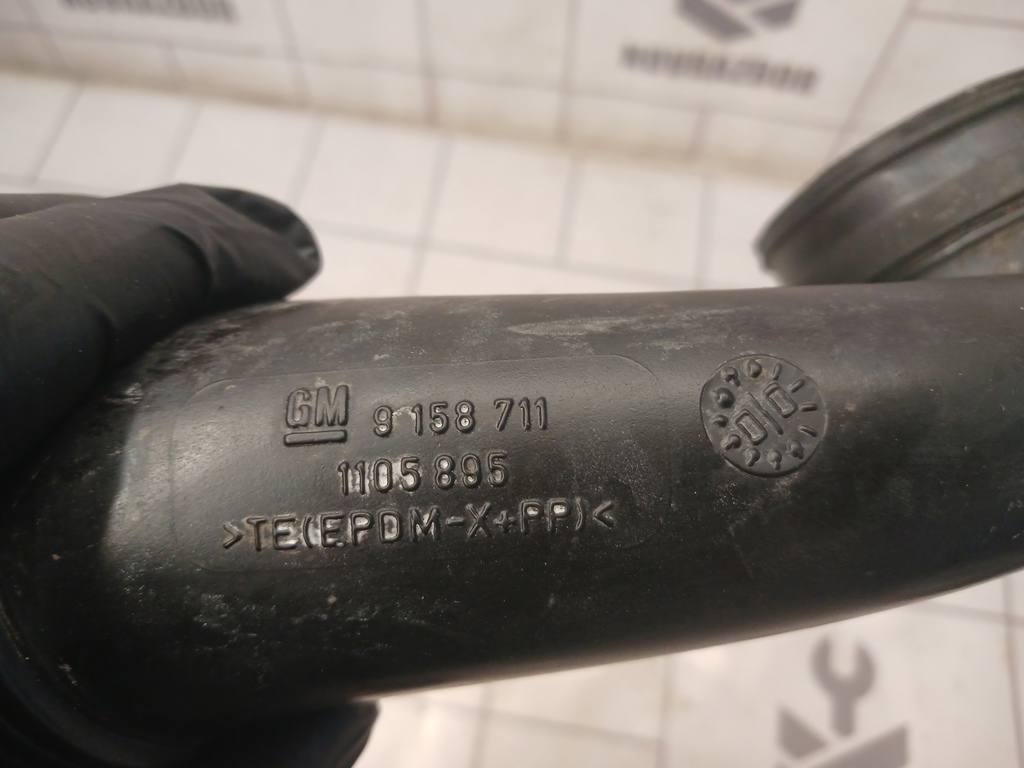 GM 9 158 711
1105 895
>TE(EPDM-X+PP)<